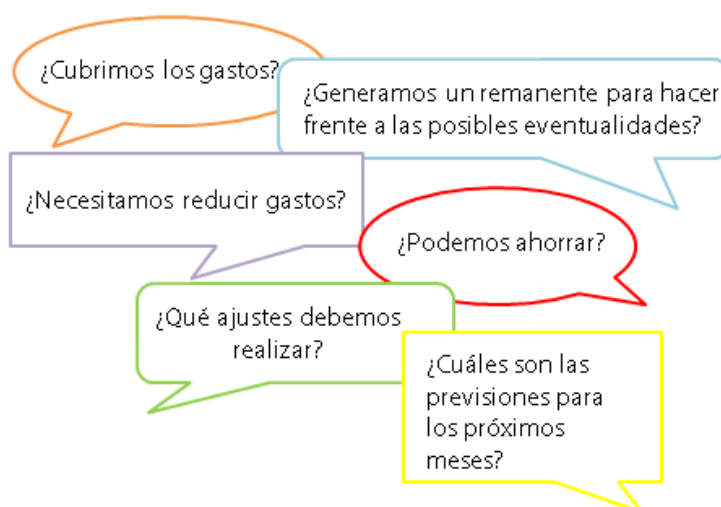 ¿Cubrimos los gastos?
¿Generamos un remanente para hacer
frente a las posibles eventualidades?
¿Necesitamos reducir gastos?
¿Podemos ahorrar?
¿Qué ajustes debemos
realizar?
¿Cuáles son las
previsiones para
los próximos
meses?